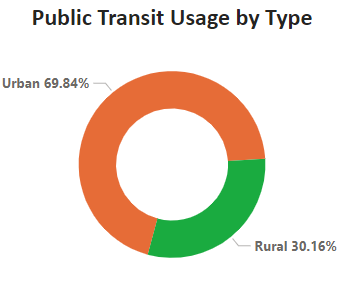 Public Transit Usage by Type
Urban 69.84%
Rural 30.16%